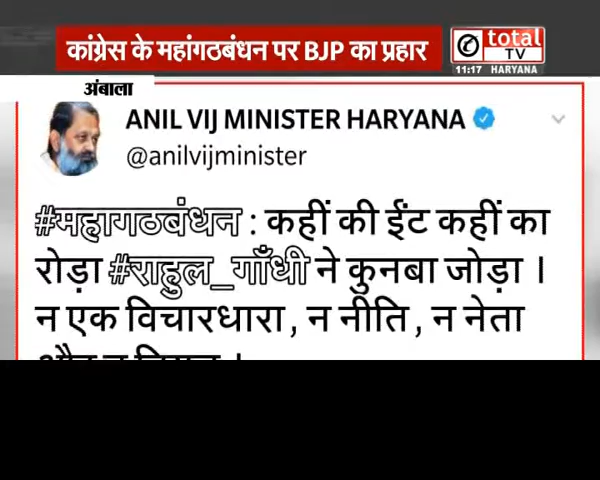 कांग्रेस के महांगठबंधन पर BJP का प्रहार
total
TV
11:17 HARYANA
अंबाला
ANIL VIJ MINISTER HARYANA
@anilvijminister
#महागठबंधन : कहीं की ईंट कहीं का
रोड़ा #राहुल_गाँधी ने कुनबा जोड़ा ।
न एक विचारधारा , न नीति , न नेता